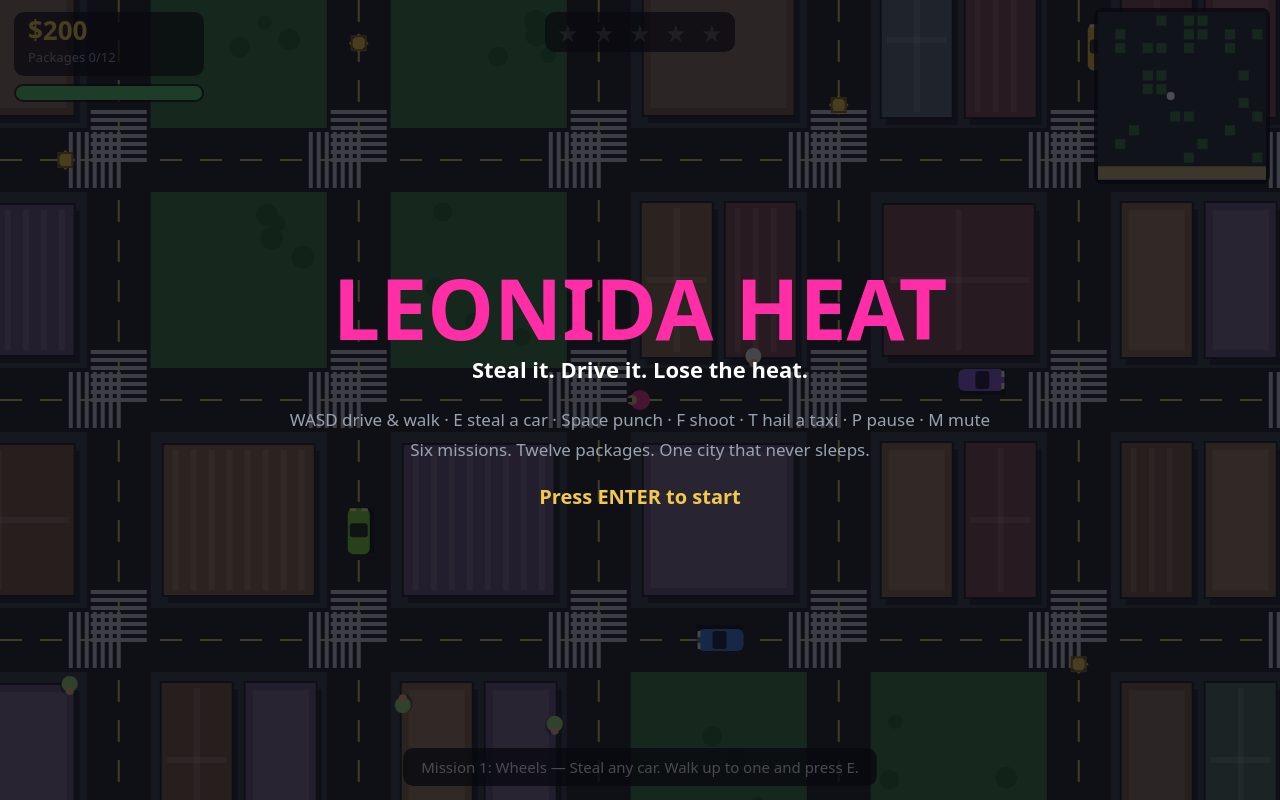 $200
Packages 0/12
★ ★ ★ ★ ★
LEONIDA HEAT
Steal it. Drive it. Lose the heat.
WASD drive & walk · E steal a car · Space punch · F shoot · T hail a taxi · P pause · M mute
Six missions. Twelve packages. One city that never sleeps.
Press ENTER to start
Mission 1: Wheels — Steal any car. Walk up to one and press E.